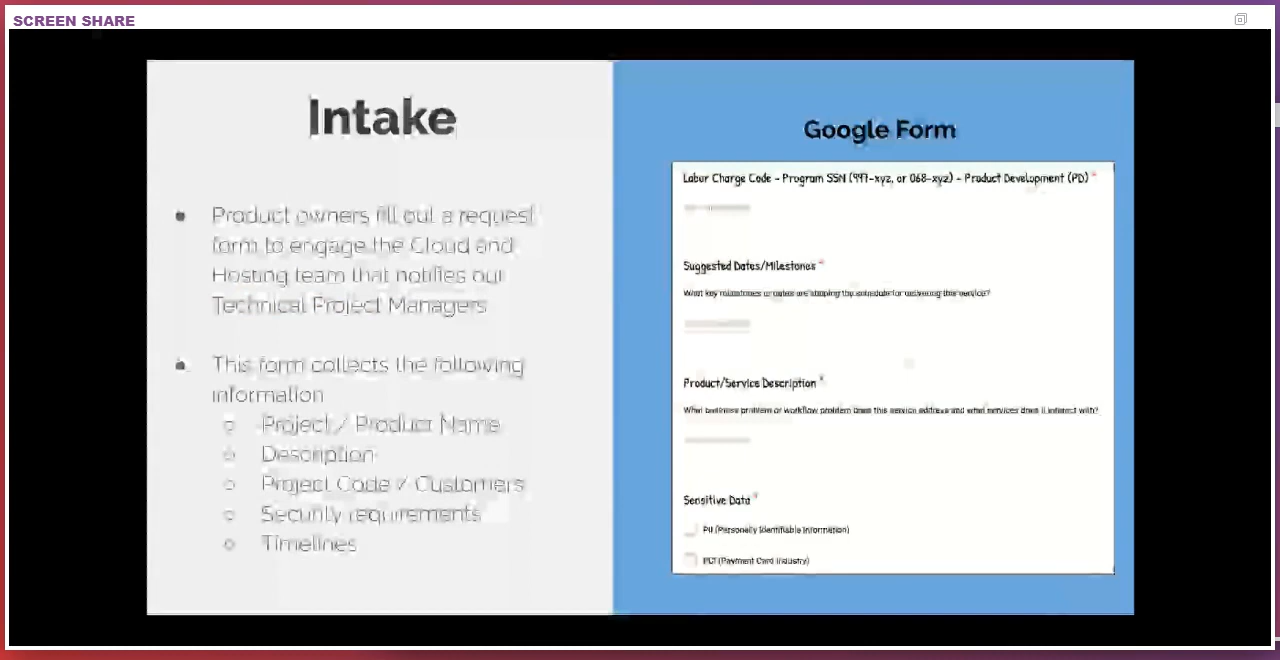 SCREEN SHARE
Intake
Product owners fill out a request
form to engage the Cloud and
Hosting team that notifies our
Technical Project Managers
This form collects the following
information
Project / Product Name
Description
Project Code / Customers
Security requirements
Timelines
Google Form
Labor Charge Code - Program SSN (997-xyz, or 068-xyz) - Product Development (PD) *
Suggested Dates/Milestones *
What key milestones or dates are shaping the schedule for delivering this service?
Product/Service Description *
What business problem or workflow problem does this service address and what services does it interact with?
Sensitive Data *
PII (Personally Identifiable Information)
PCI (Payment Card Industry)